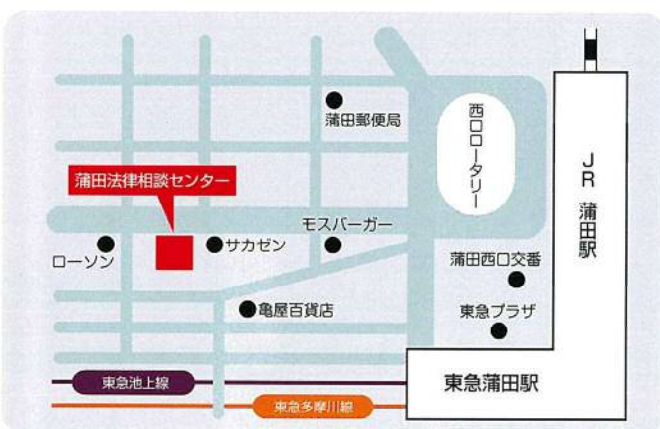 蒲田郵便局
西口ロータリー
JR 蒲田駅
蒲田法律相談センター
モスバーガー
ローソン
サカゼン
蒲田西口交番
亀屋百貨店
東急プラザ
東急池上線
東急蒲田駅
東急多摩川線